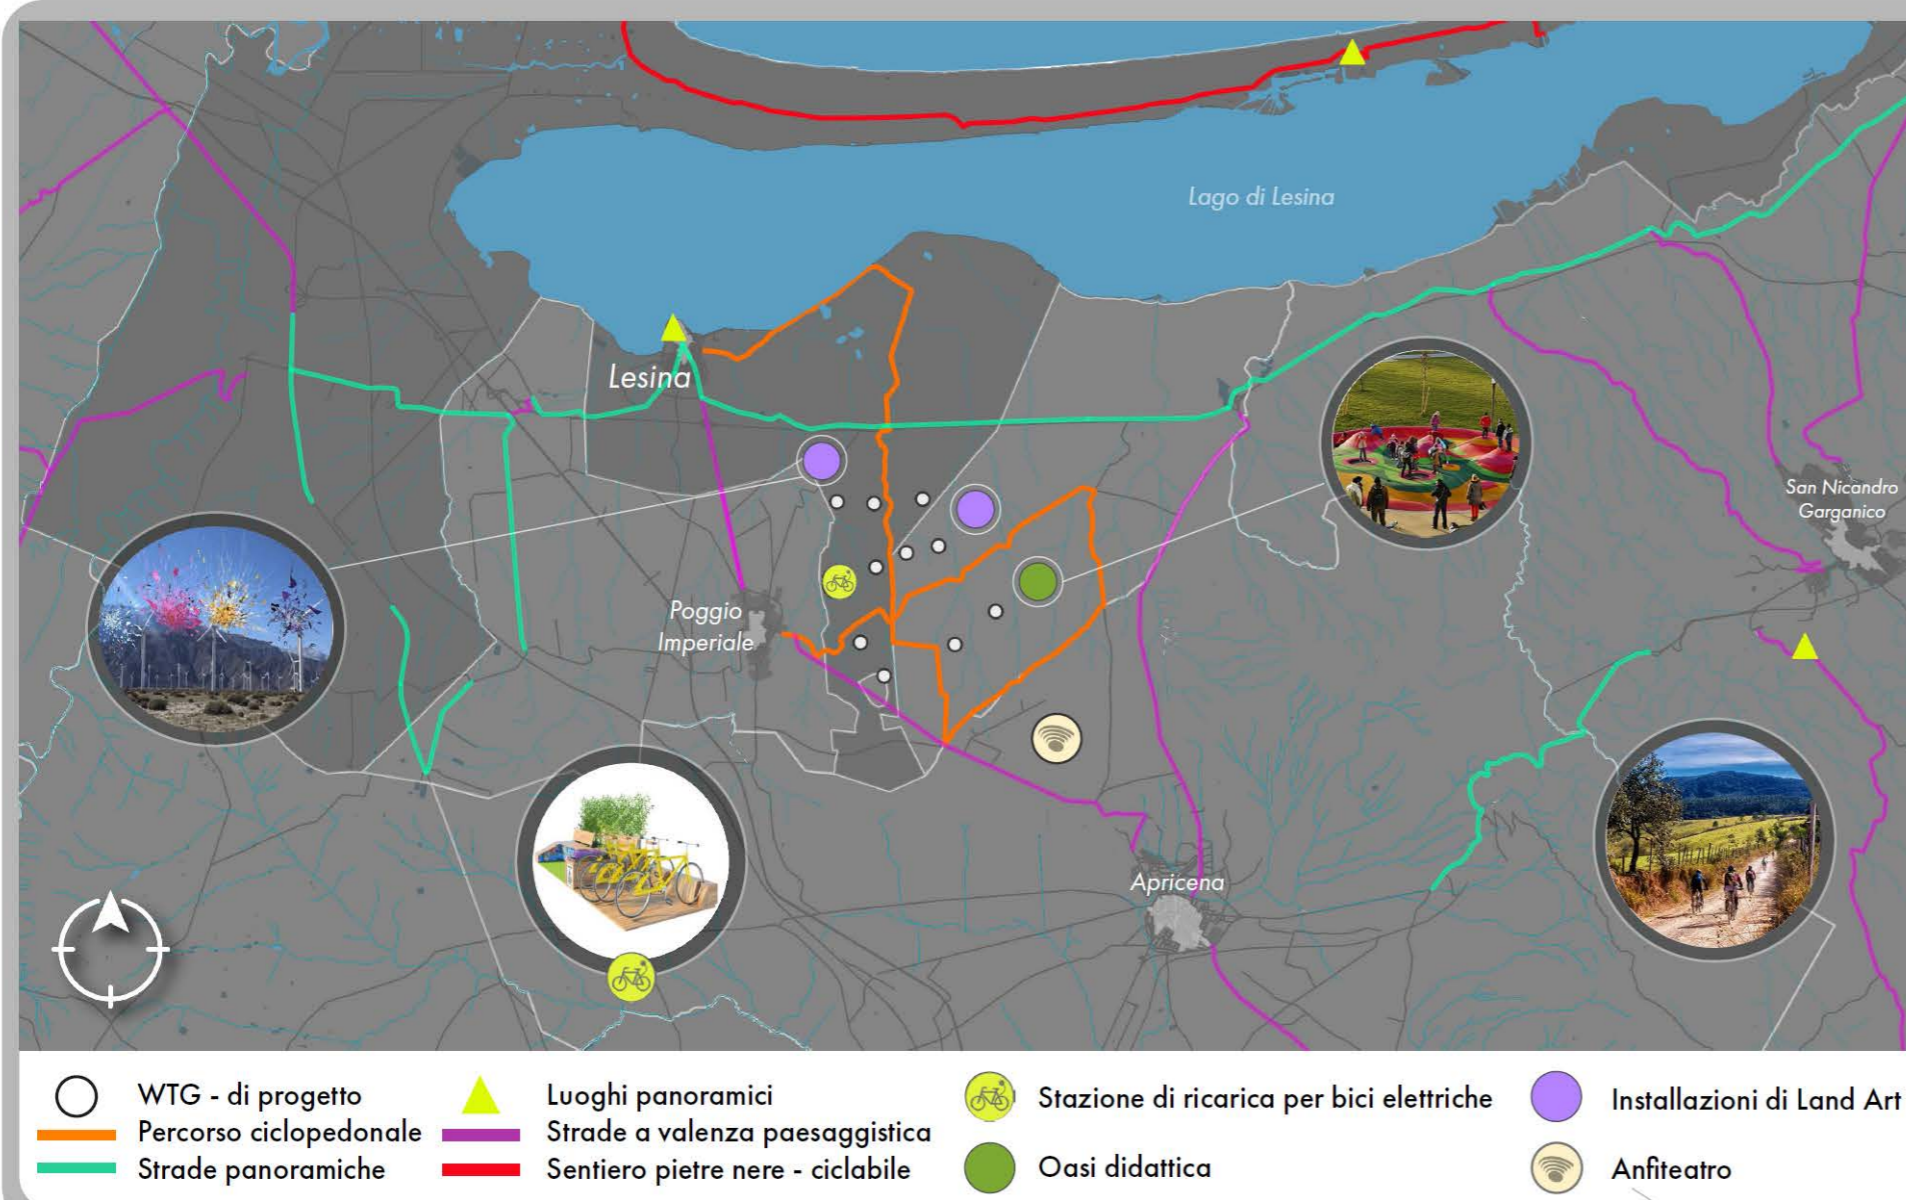 Lago di Lesina
Lesina
San Nicandro
Garganico
Poggio
Imperiale
Apricena
WTG - di progetto
Percorso ciclopedonale
Strade panoramiche
Luoghi panoramici
Strade a valenza paesaggistica
Sentiero pietre nere - ciclabile
Stazione di ricarica per bici elettriche
Oasi didattica
Installazioni di Land Art
Anfiteatro